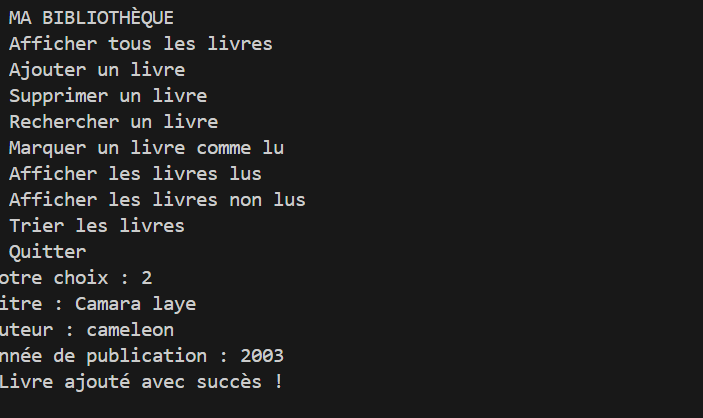 MA BIBLIOTHÈQUE
Afficher tous les livres
Ajouter un livre
Supprimer un livre
Rechercher un livre
Marquer un livre comme lu
Afficher les livres lus
Afficher les livres non lus
Trier les livres
Quitter
otre choix : 2
itre : Camara laye
uteur : cameleon
nnée de publication : 2003
Livre ajouté avec succès !